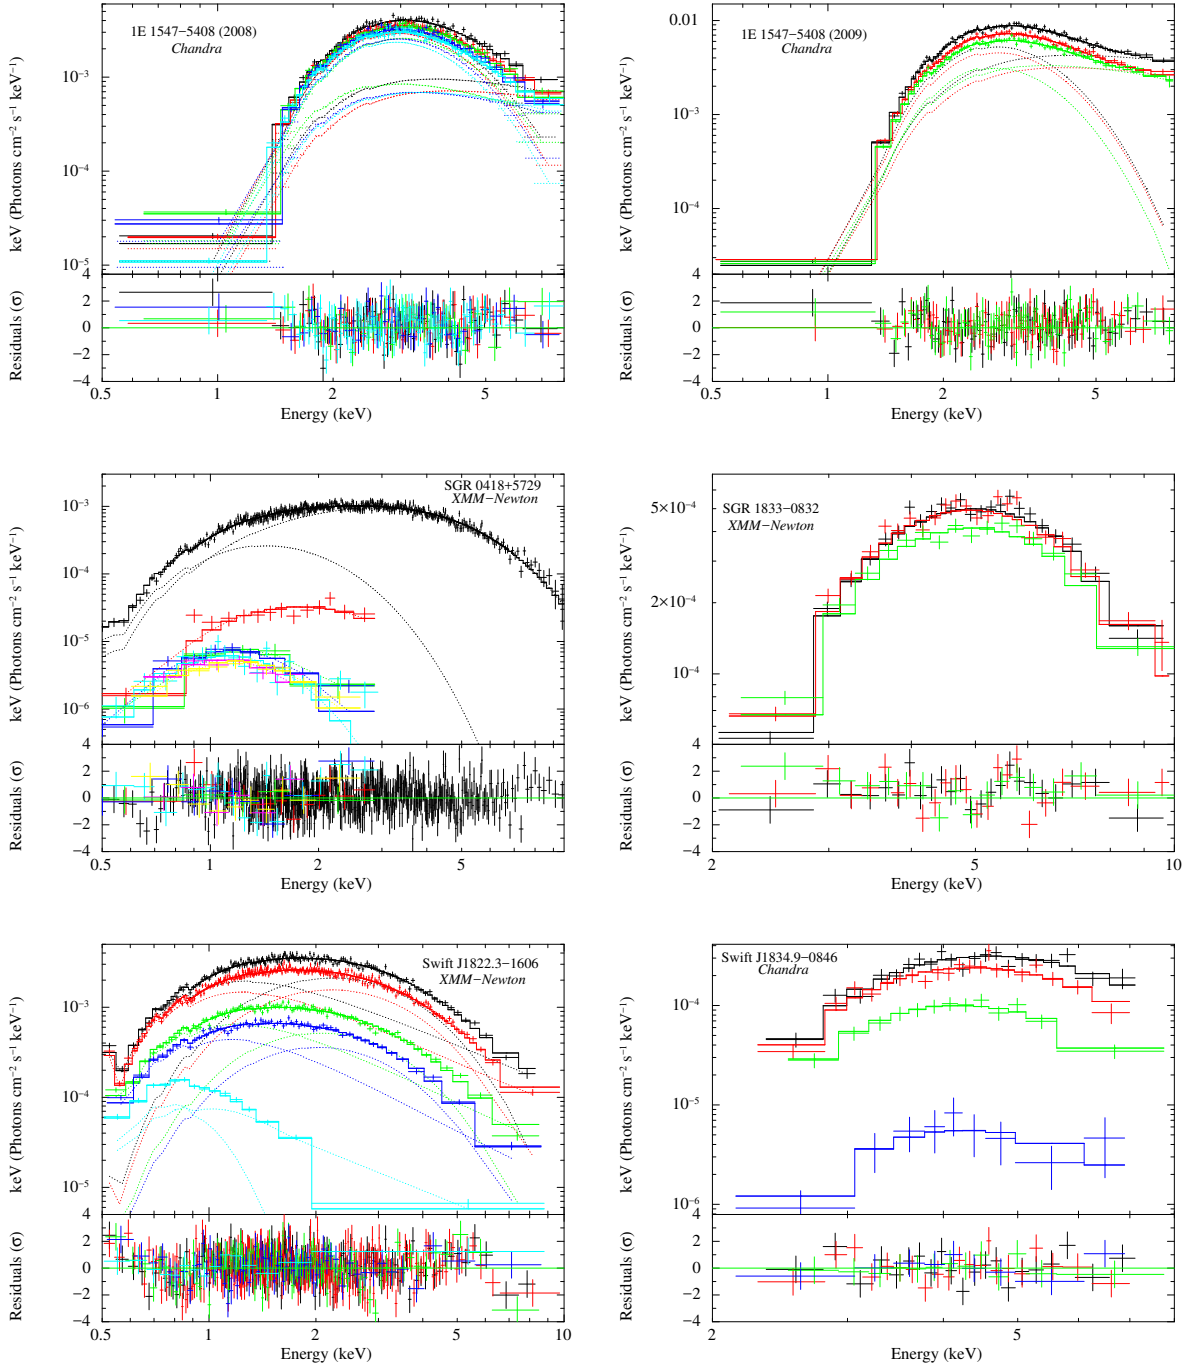 1E 1547−5408 (2008)
Chandra
keV (Photons cm−2 s−1 keV−1)
10−3
10−4
10−5
Residuals (σ)
4
2
0
−2
−4
0.5
1
2
5
Energy (keV)
1E 1547−5408 (2009)
Chandra
keV (Photons cm−2 s−1 keV−1)
0.01
10−3
10−4
Residuals (σ)
4
2
0
−2
−4
0.5
1
2
5
Energy (keV)
SGR 0418+5729
XMM−Newton
keV (Photons cm−2 s−1 keV−1)
10−3
10−4
10−5
10−6
Residuals (σ)
4
2
0
−2
−4
0.5
1
2
5
Energy (keV)
SGR 1833−0832
XMM−Newton
keV (Photons cm−2 s−1 keV−1)
5×10−4
2×10−4
10−4
Residuals (σ)
4
2
0
−2
−4
2
5
10
Energy (keV)
Swift J1822.3−1606
XMM−Newton
keV (Photons cm−2 s−1 keV−1)
10−3
10−4
10−5
Residuals (σ)
4
2
0
−2
−4
0.5
1
2
5
10
Energy (keV)
Swift J1834.9−0846
Chandra
keV (Photons cm−2 s−1 keV−1)
10−4
10−5
10−6
Residuals (σ)
4
2
0
−2
−4
2
5
Energy (keV)